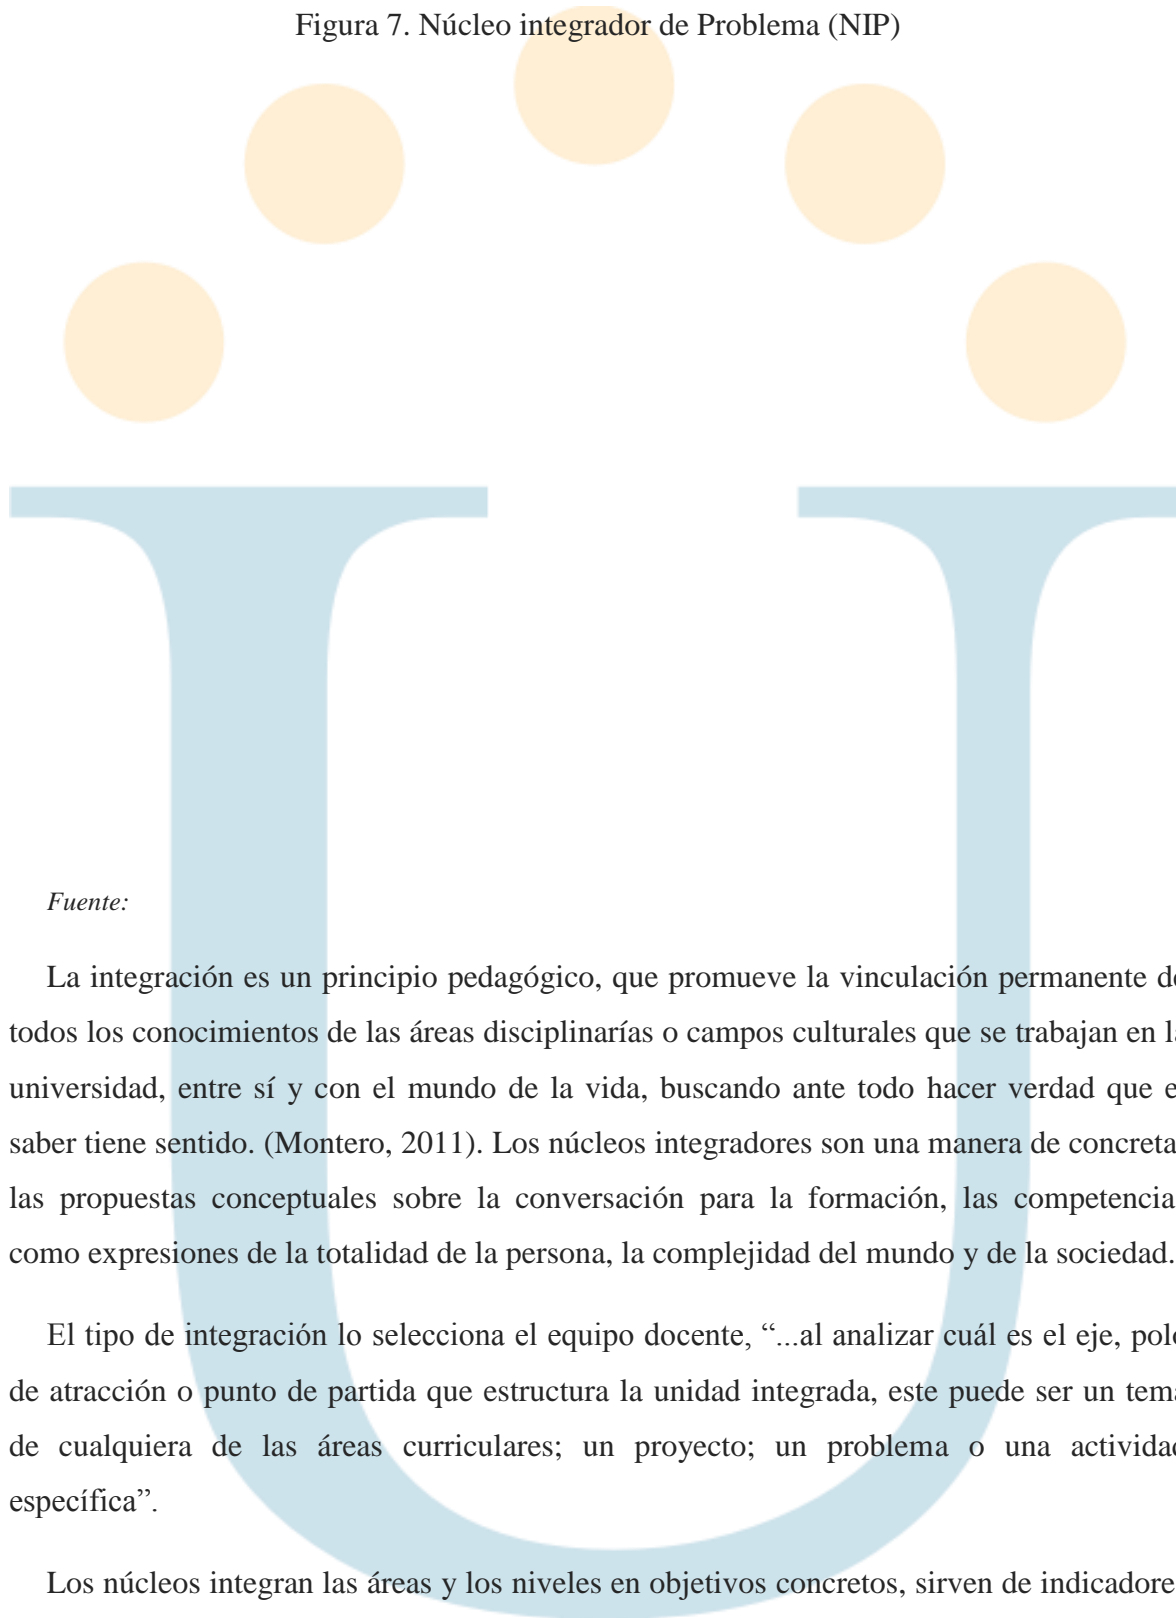 Figura 7. Núcleo integrador de Problema (NIP)
Fuente:
La integración es un principio pedagógico, que promueve la vinculación permanente de
todos los conocimientos de las áreas disciplinarías o campos culturales que se trabajan en la
universidad, entre sí y con el mundo de la vida, buscando ante todo hacer verdad que e
saber tiene sentido. (Montero, 2011). Los núcleos integradores son una manera de concreta
las propuestas conceptuales sobre la conversación para la formación, las competencia
como expresiones de la totalidad de la persona, la complejidad del mundo y de la sociedad.
El tipo de integración lo selecciona el equipo docente, “...al analizar cuál es el eje, polo
de atracción o punto de partida que estructura la unidad integrada, este puede ser un tema
de cualquiera de las áreas curriculares; un proyecto; un problema o una actividad
específica”.
Los núcleos integran las áreas y los niveles en objetivos concretos, sirven de indicadore